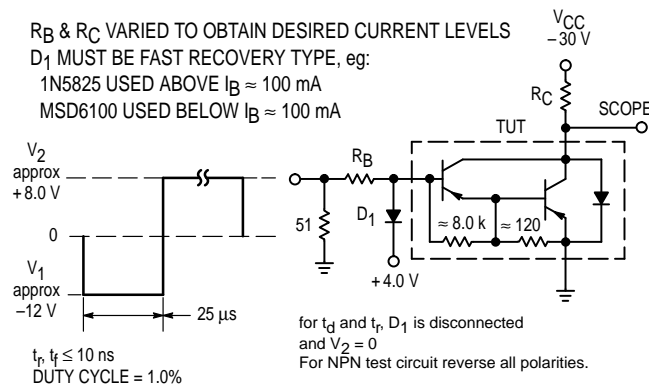 RB & RC VARIED TO OBTAIN DESIRED CURRENT LEVELS
D1 MUST BE FAST RECOVERY TYPE, eg:
1N5825 USED ABOVE IB ≈ 100 mA
MSD6100 USED BELOW IB ≈ 100 mA
VCC
−30 V
RC
SCOPE
TUT
V2
approx
+8.0 V
0
V1
approx
−12 V
25 μs
tr, tf ≤ 10 ns
DUTY CYCLE = 1.0%
RB
51
D1
+4.0 V
≈ 8.0 k
≈ 120
for td and tr, D1 is disconnected
and V2 = 0
For NPN test circuit reverse all polarities.